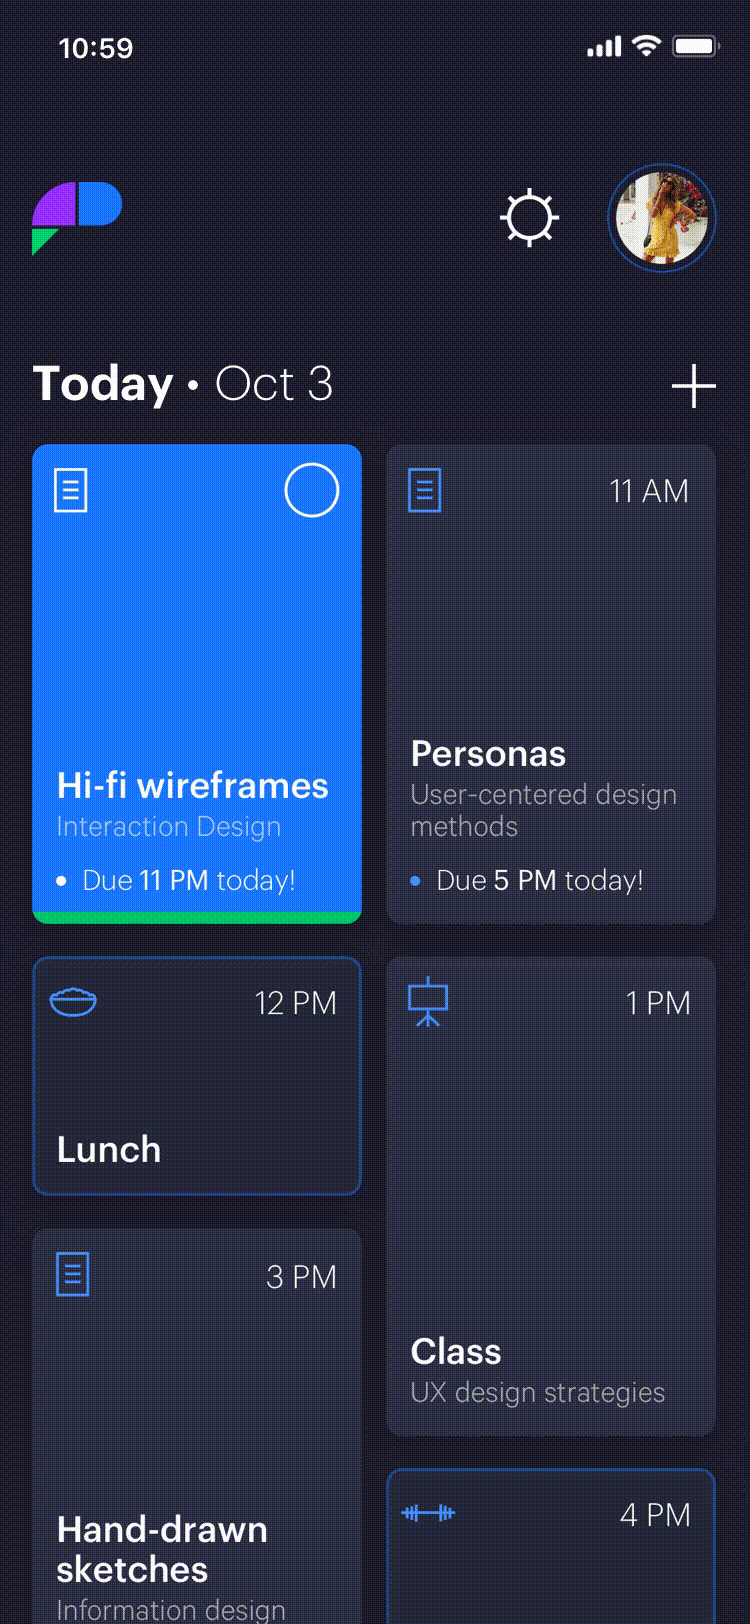 10:59
Today • Oct 3
Hi-fi wireframes
Interaction Design
• Due 11 PM today!
11 AM
Personas
User-centered design
methods
• Due 5 PM today!
12 PM
Lunch
1 PM
Class
UX design strategies
3 PM
Hand-drawn
sketches
Information design
4 PM